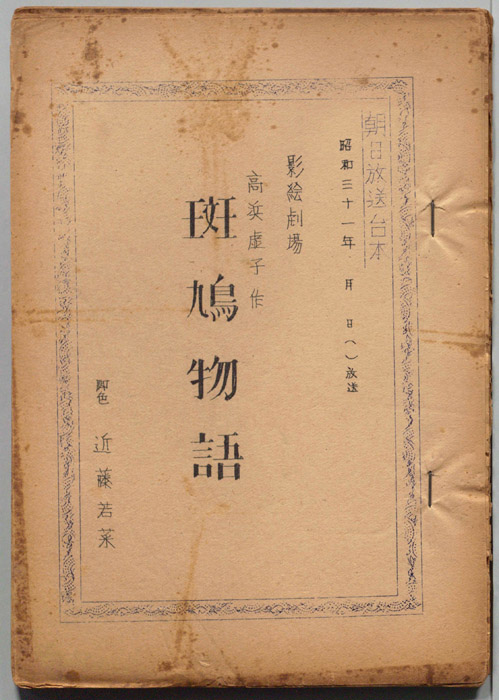 朝日放送台本
昭和三十一年 月 日()放送
影絵劇場
高浜虚子作
斑鳩物語
脚色 近藤若菜